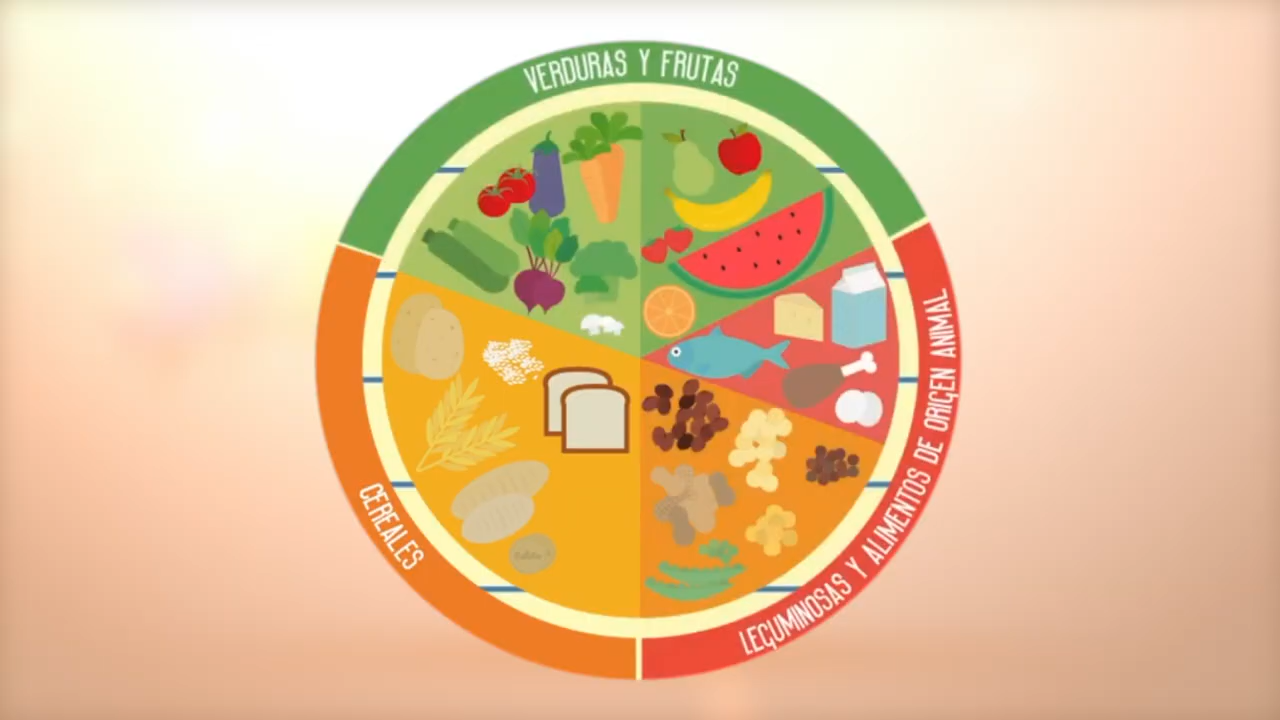 VERDURAS Y FRUTAS
LEGUMINOSAS Y ALIMENTOS DE ORIGEN ANIMAL
CEREALES